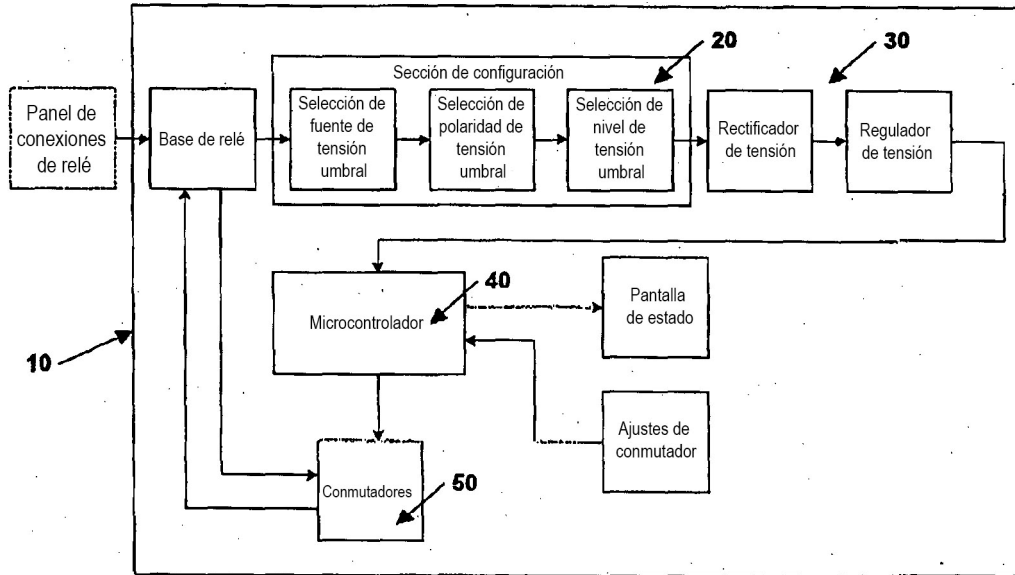 20
30
Sección de configuración
Panel de
conexiones
de relé
Base de relé
Selección de
fuente de
tensión
umbral
Selección de
polaridad de
tensión
umbral
Selección de
nivel de
tensión
umbral
Rectificador
de tensión
Regulador
de tensión
40
Microcontrolador
Pantalla
de estado
10
Ajustes de
conmutador
Conmutadores
50